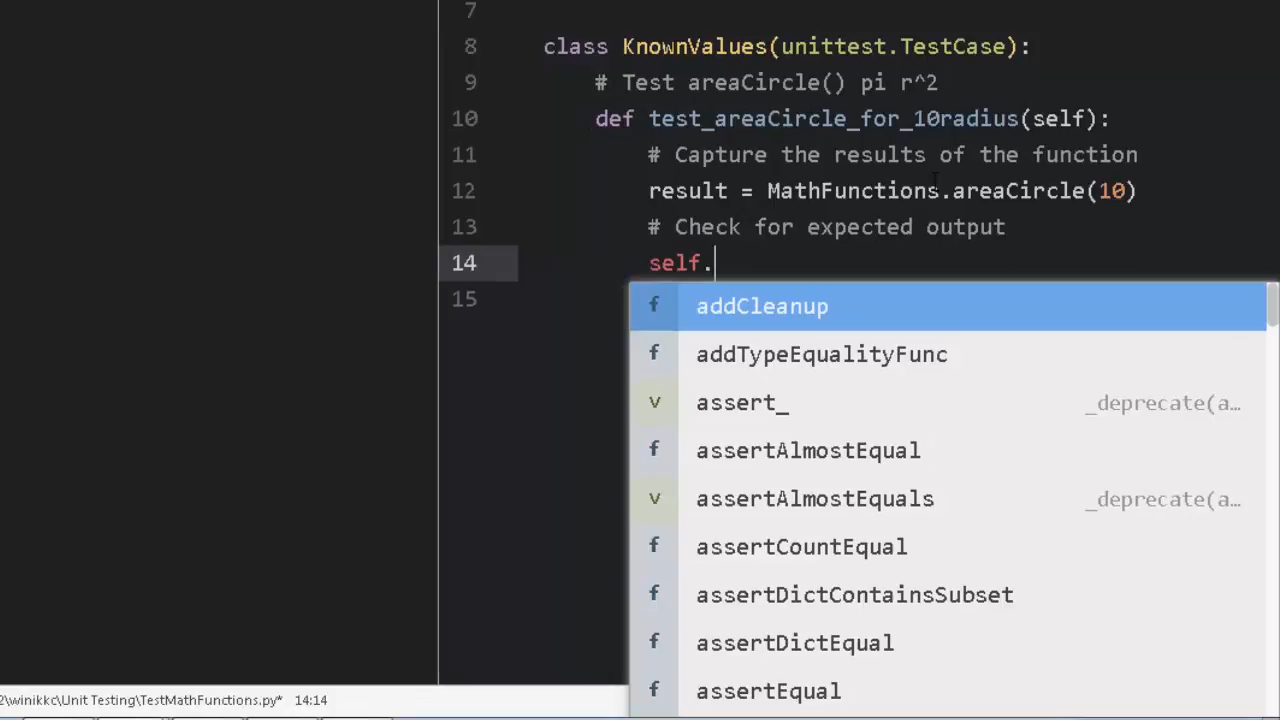 7
8 class KnownValues(unittest.TestCase):
9 # Test areaCircle() pi r^2
10 def test_areaCircle_for_10radius(self):
11 # Capture the results of the function
12 result = MathFunctions.areaCircle(10)
13 # Check for expected output
14 self.
15
f addCleanup
f addTypeEqualityFunc
v assert_ _deprecate(a…
f assertAlmostEqual
v assertAlmostEquals _deprecate(a…
f assertCountEqual
f assertDictContainsSubset
f assertDictEqual
f assertEqual
2\winikkc\Unit Testing\TestMathFunctions.py* 14:14